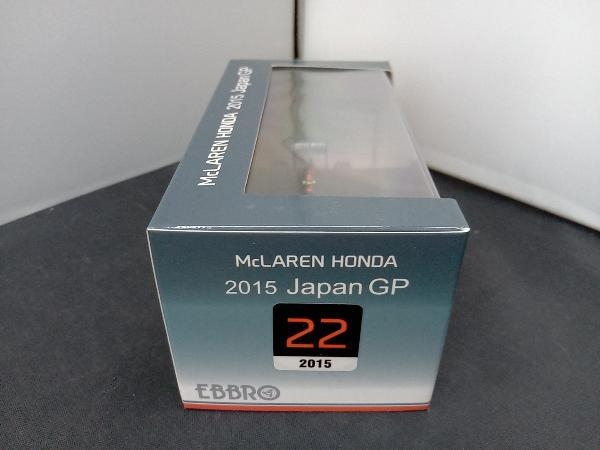 McLAREN HONDA 2015 Japan GP
McLAREN HONDA
2015 Japan GP
22
2015
EBBRO